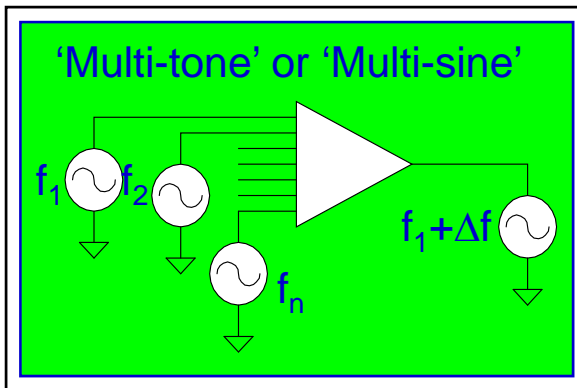 ‘Multi-tone’ or ‘Multi-sine’
f₁
f₂
fₙ
f₁+Δf